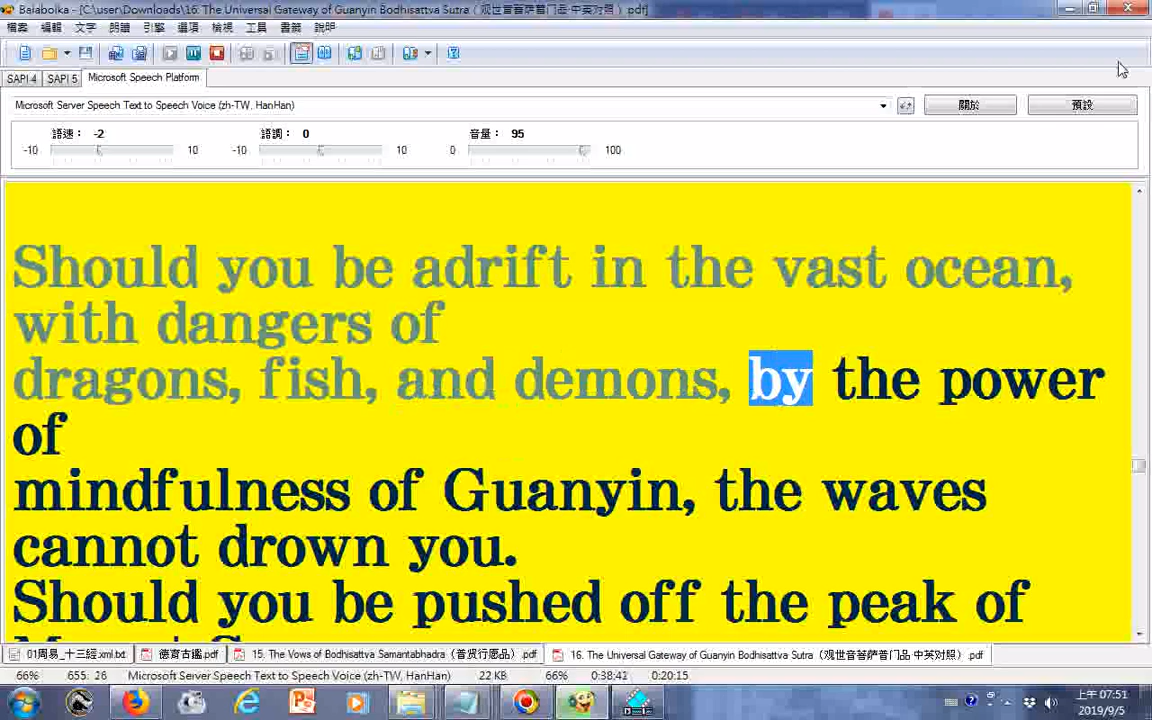 Balabolka - [C:\user\Downloads\16. The Universal Gateway of Guanyin Bodhisattva Sutra（观世音菩萨普门品 中英对照）.pdf]
檔案 編輯 文字 朗讀 引擎 選項 檢視 工具 書籤 說明
SAPI 4 SAPI 5 Microsoft Speech Platform
Microsoft Server Speech Text to Speech Voice (zh-TW, HanHan) 關於 預設
語速： -2 語調： 0 音量： 95
-10 10 -10 10 0 100
Should you be adrift in the vast ocean,
with dangers of
dragons, fish, and demons, by the power
of
mindfulness of Guanyin, the waves
cannot drown you.
Should you be pushed off the peak of
01周易_十三經.xml.txt 德育古鑑.pdf 15. The Vows of Bodhisattva Samantabhadra（普贤行愿品）.pdf 16. The Universal Gateway of Guanyin Bodhisattva Sutra（观世音菩萨普门品 中英对照）.pdf
66% 655: 26 Microsoft Server Speech Text to Speech Voice (zh-TW, HanHan) 22 KB 66% 0:38:41 0:20:15
上午 07:51
2019/9/5